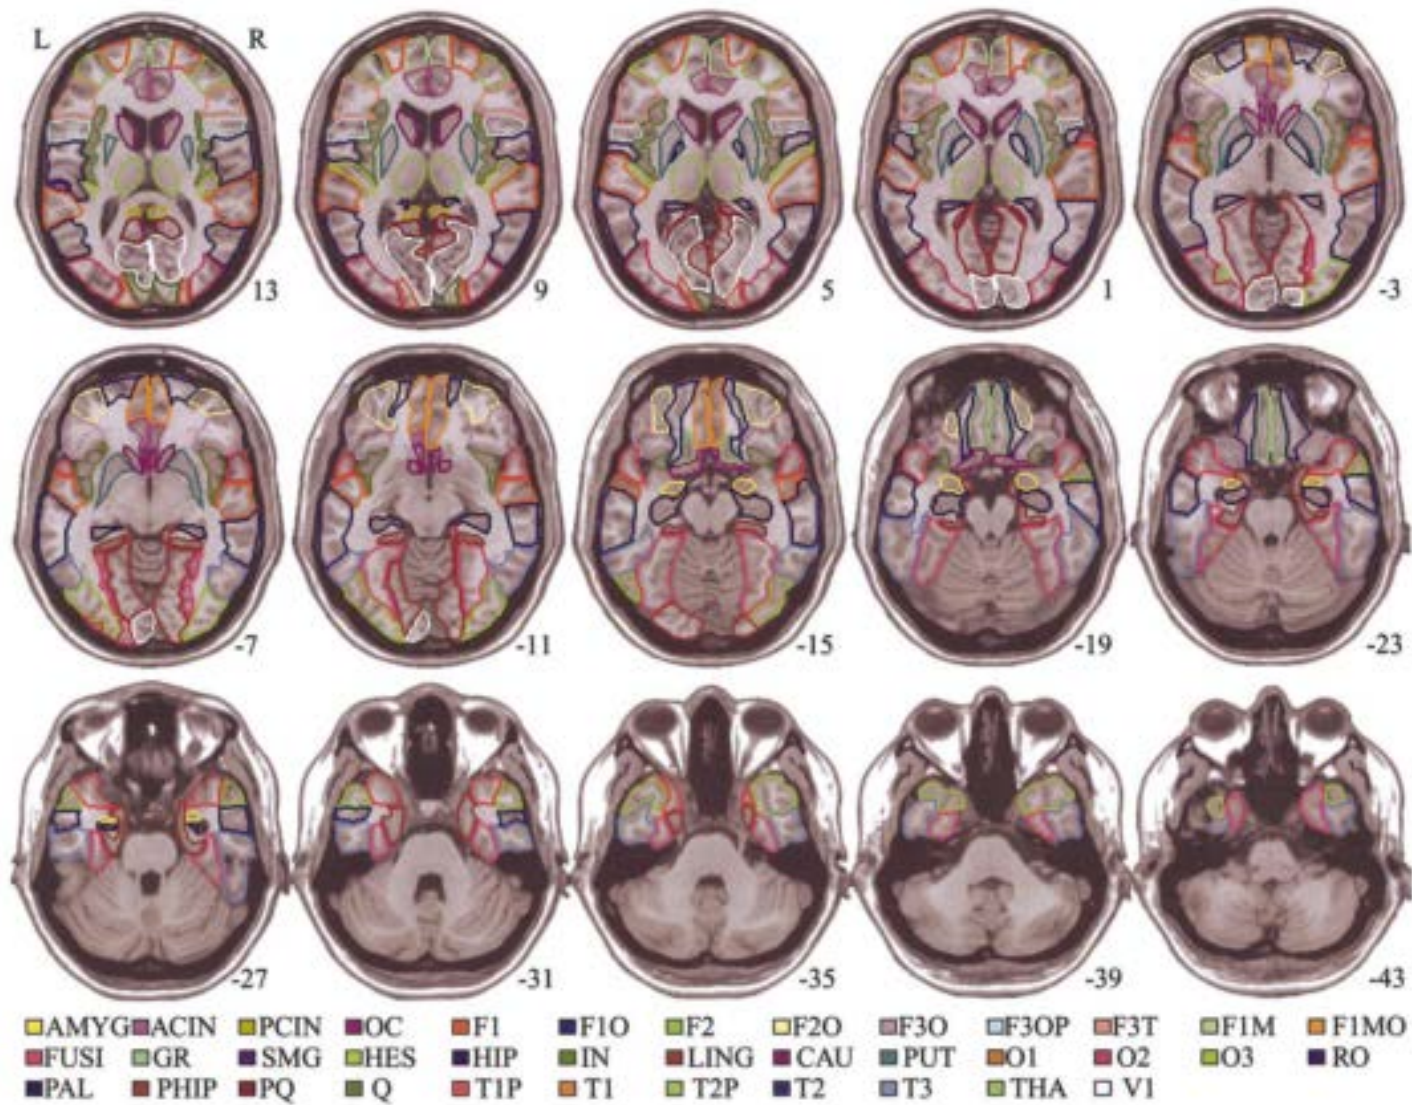 L R
13 9 5 1 -3
-7 -11 -15 -19 -23
-27 -31 -35 -39 -43
AMYG ACIN PCIN OC F1 F1O F2 F2O F3O F3OP F3T F1M F1MO
FUSI GR SMG HES HIP IN LING CAU PUT O1 O2 O3 RO
PAL PHIP PQ Q T1P T1 T2P T2 T3 THA V1